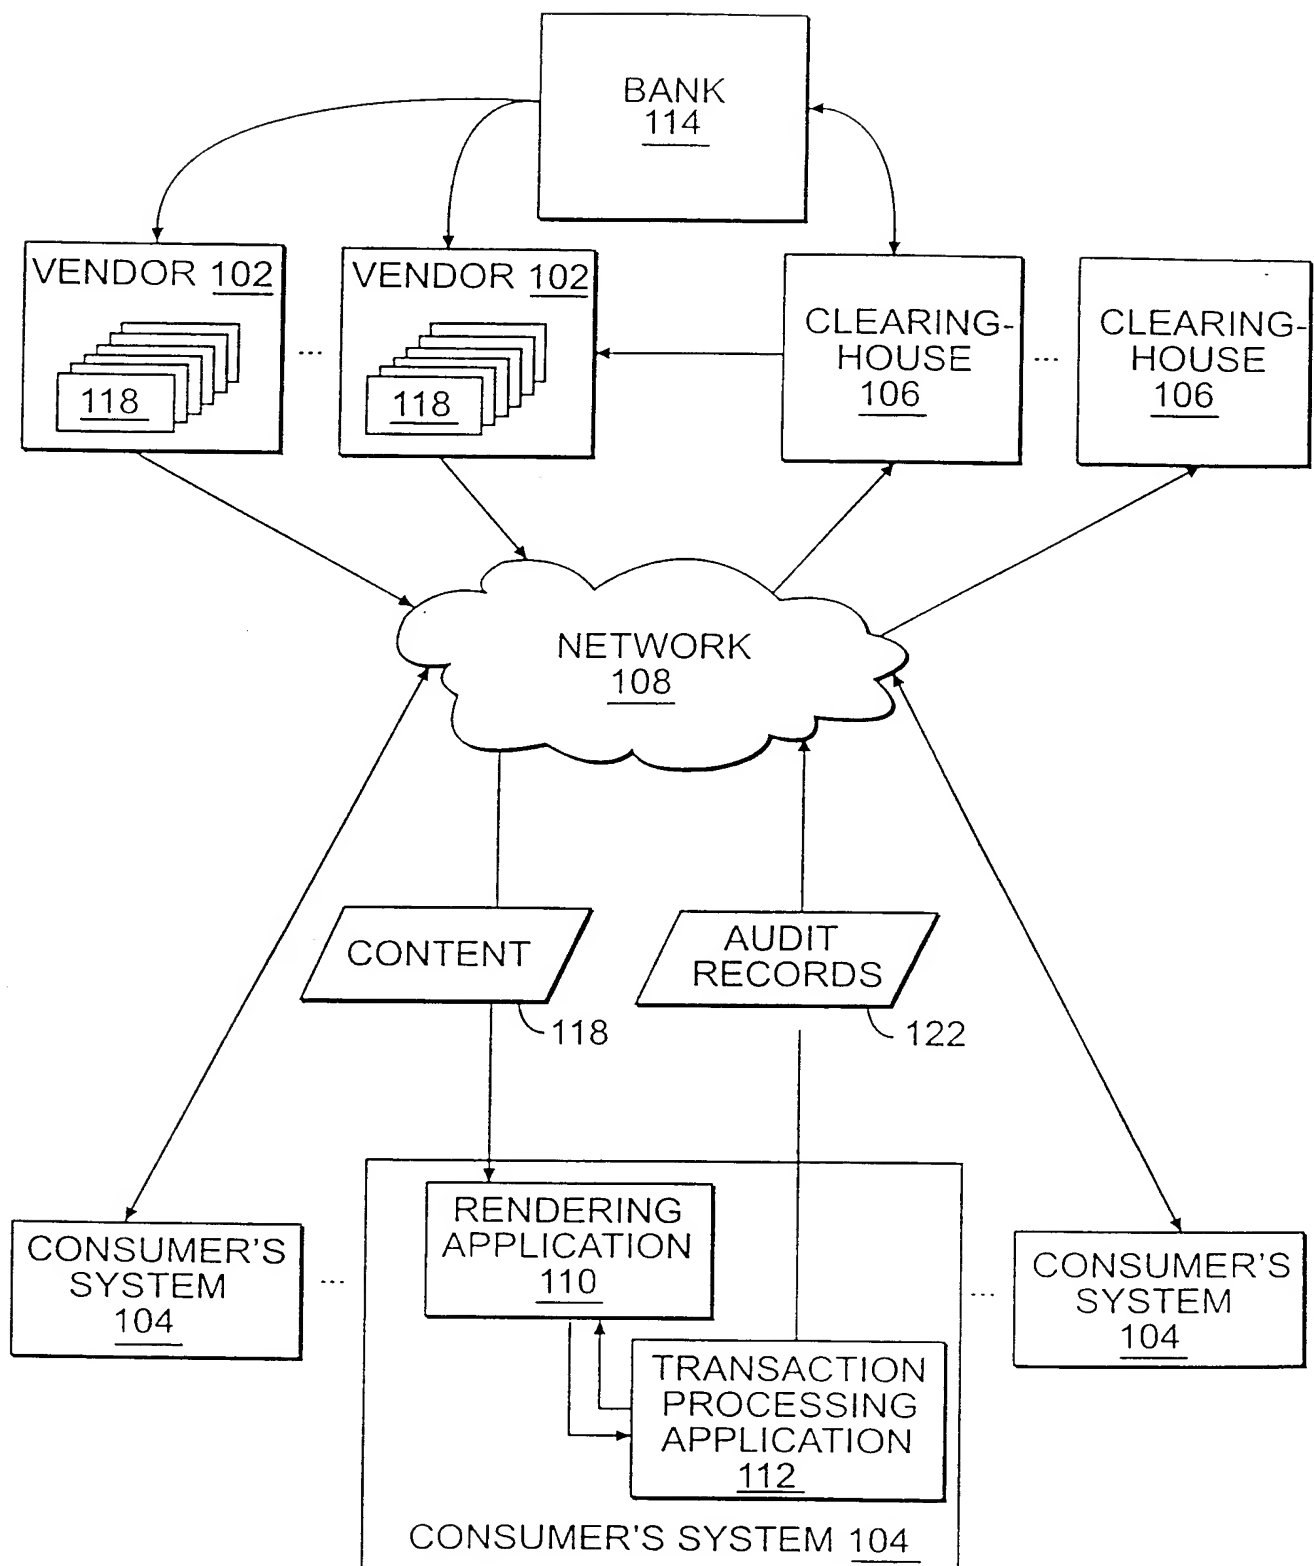 BANK
114
VENDOR 102
118
...
VENDOR 102
118
CLEARING-
HOUSE
106
...
CLEARING-
HOUSE
106
NETWORK
108
CONTENT
118
AUDIT
RECORDS
122
CONSUMER'S
SYSTEM
104
...
RENDERING
APPLICATION
110
TRANSACTION
PROCESSING
APPLICATION
112
CONSUMER'S SYSTEM 104
...
CONSUMER'S
SYSTEM
104